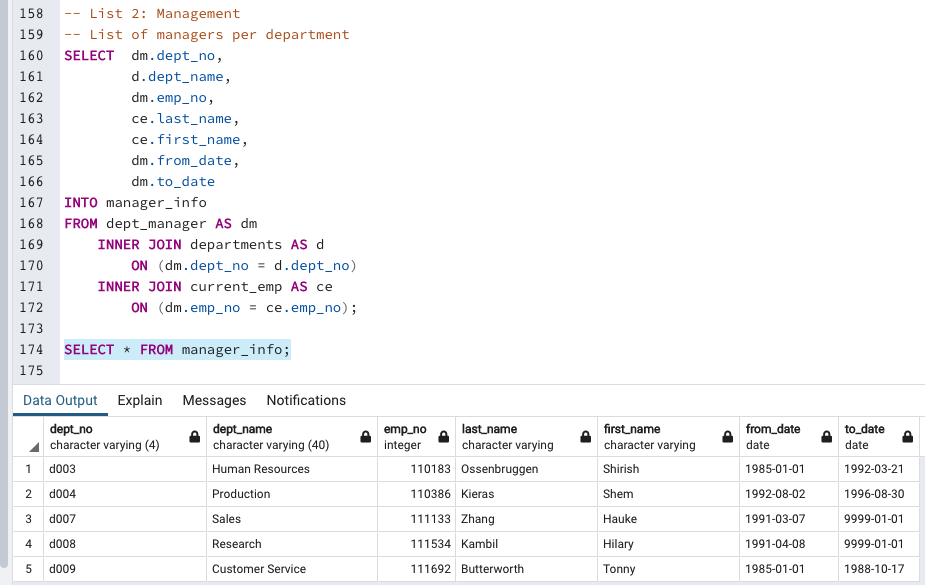 158 -- List 2: Management
159 -- List of managers per department
160 SELECT dm.dept_no,
161 d.dept_name,
162 dm.emp_no,
163 ce.last_name,
164 ce.first_name,
165 dm.from_date,
166 dm.to_date
167 INTO manager_info
168 FROM dept_manager AS dm
169 INNER JOIN departments AS d
170 ON (dm.dept_no = d.dept_no)
171 INNER JOIN current_emp AS ce
172 ON (dm.emp_no = ce.emp_no);
173
174 SELECT * FROM manager_info;
175
Data Output Explain Messages Notifications
dept_no dept_name emp_no last_name first_name from_date to_date
character varying (4) character varying (40) integer character varying character varying date date
1 d003 Human Resources 110183 Ossenbruggen Shirish 1985-01-01 1992-03-21
2 d004 Production 110386 Kieras Shem 1992-08-02 1996-08-30
3 d007 Sales 111133 Zhang Hauke 1991-03-07 9999-01-01
4 d008 Research 111534 Kambil Hilary 1991-04-08 9999-01-01
5 d009 Customer Service 111692 Butterworth Tonny 1985-01-01 1988-10-17